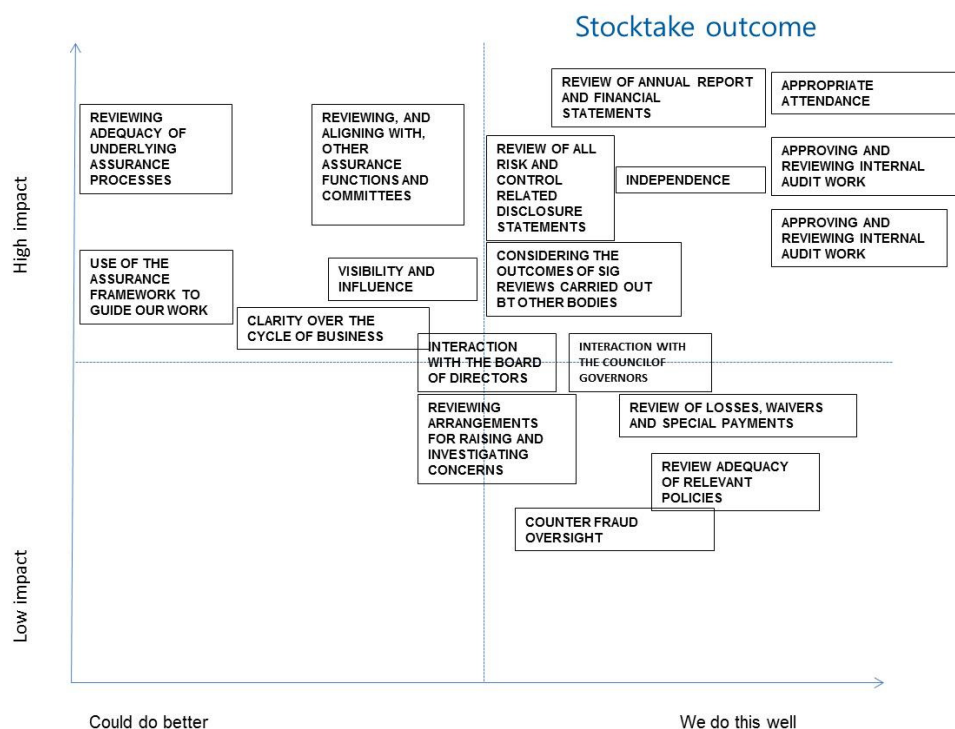 Stocktake outcome
High impact
Low impact
REVIEWING
ADEQUACY OF
UNDERLYING
ASSURANCE
PROCESSES
REVIEWING, AND
ALIGNING WITH,
OTHER
ASSURANCE
FUNCTIONS AND
COMMITTEES
REVIEW OF ANNUAL REPORT
AND FINANCIAL
STATEMENTS
APPROPRIATE
ATTENDANCE
REVIEW OF ALL
RISK AND
CONTROL
RELATED
DISCLOSURE
STATEMENTS
INDEPENDENCE
APPROVING AND
REVIEWING INTERNAL
AUDIT WORK
APPROVING AND
REVIEWING INTERNAL
AUDIT WORK
USE OF THE
ASSURANCE
FRAMEWORK TO
GUIDE OUR WORK
VISIBILITY AND
INFLUENCE
CONSIDERING THE
OUTCOMES OF SIG
REVIEWS CARRIED OUT
BT OTHER BODIES
CLARITY OVER THE
CYCLE OF BUSINESS
INTERACTION
WITH THE BOARD
OF DIRECTORS
INTERACTION WITH
THE COUNCILOF
GOVERNORS
REVIEWING
ARRANGEMENTS
FOR RAISING AND
INVESTIGATING
CONCERNS
REVIEW OF LOSSES, WAIVERS
AND SPECIAL PAYMENTS
REVIEW ADEQUACY
OF RELEVANT
POLICIES
COUNTER FRAUD
OVERSIGHT
Could do better
We do this well